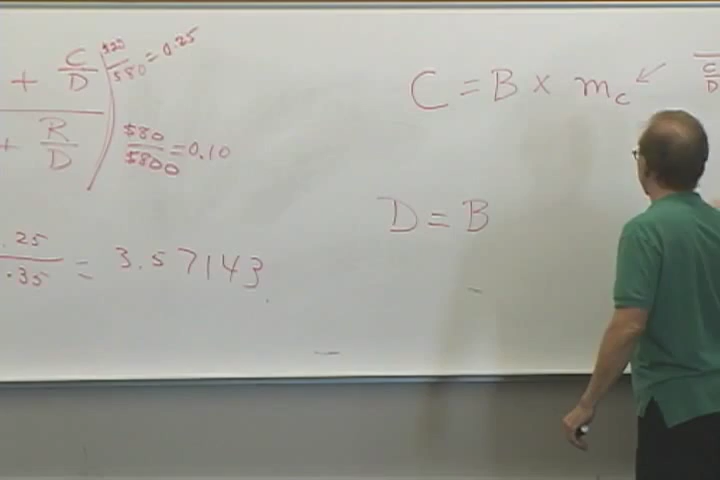 + C/D $20/$80 = 0.25
+ R/D $80/$800 = 0.10
.25/.35 = 3.57143
C = B × m_c ← C/D
D = B